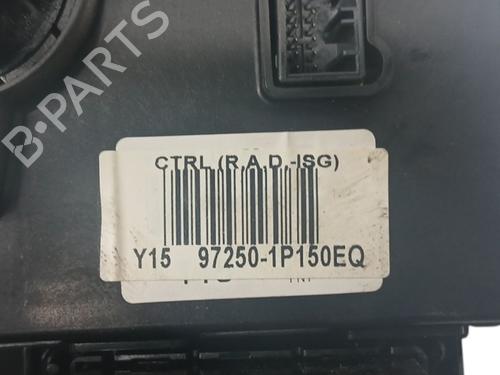 B-PARTS
CTRL (R.A.D.-ISG)
Y15 97250-1P150EQ